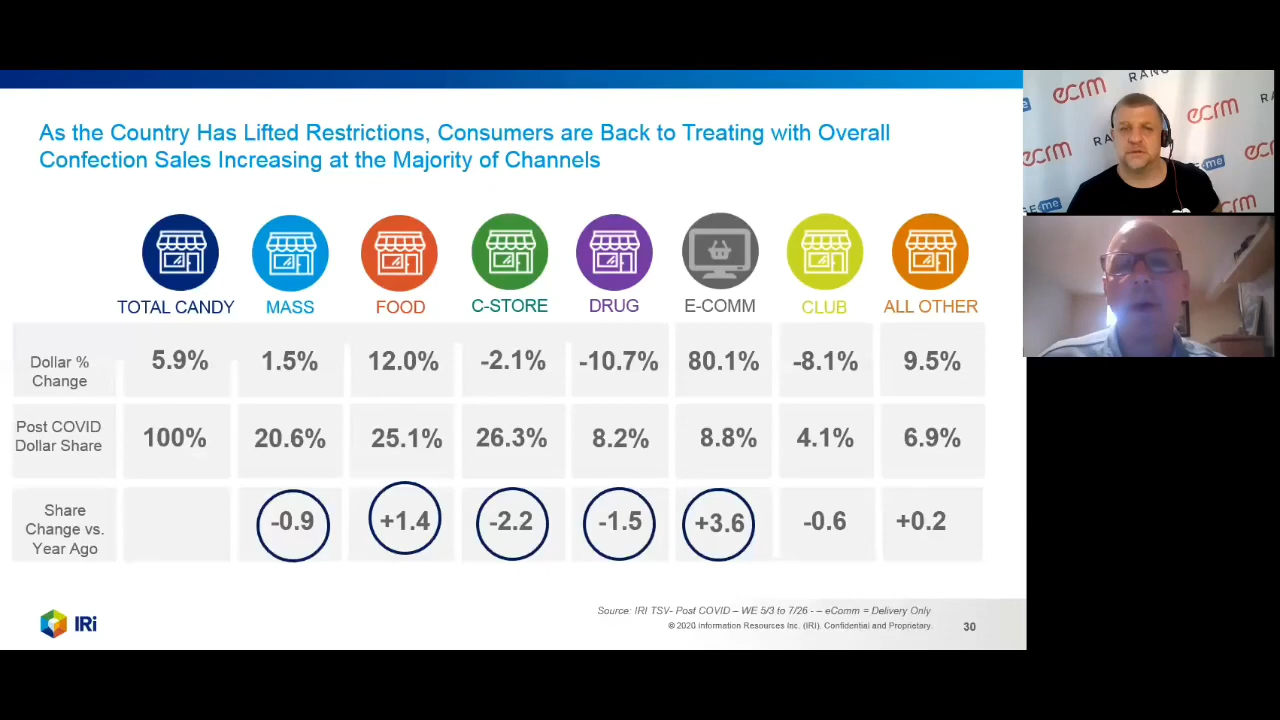 As the Country Has Lifted Restrictions, Consumers are Back to Treating with Overall
Confection Sales Increasing at the Majority of Channels
TOTAL CANDY MASS FOOD C-STORE DRUG E-COMM CLUB ALL OTHER
Dollar %
Change
5.9% 1.5% 12.0% -2.1% -10.7% 80.1% -8.1% 9.5%
Post COVID
Dollar Share
100% 20.6% 25.1% 26.3% 8.2% 8.8% 4.1% 6.9%
Share
Change vs.
Year Ago
-0.9 +1.4 -2.2 -1.5 +3.6 -0.6 +0.2
Source: IRI TSV- Post COVID – WE 5/3 to 7/26 - – eComm = Delivery Only
© 2020 Information Resources Inc. (IRI). Confidential and Proprietary.
30
IRi
ecrm
RAN
ecrm
ecrm
me
me